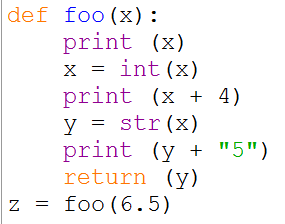 def foo(x):
    print (x)
    x = int(x)
    print (x + 4)
    y = str(x)
    print (y + "5")
    return (y)
z = foo(6.5)